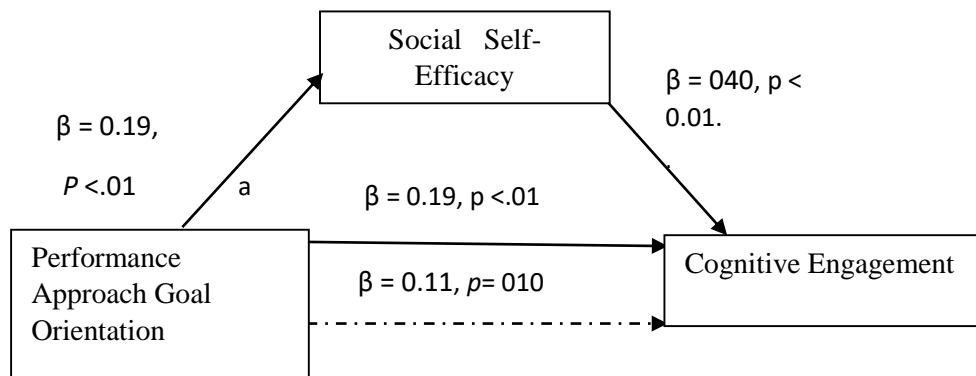 Social Self-
Efficacy
β = 040, p <
0.01.
β = 0.19,
P <.01
a
β = 0.19, p <.01
Performance
Approach Goal
Orientation
Cognitive Engagement
β = 0.11, p= 010